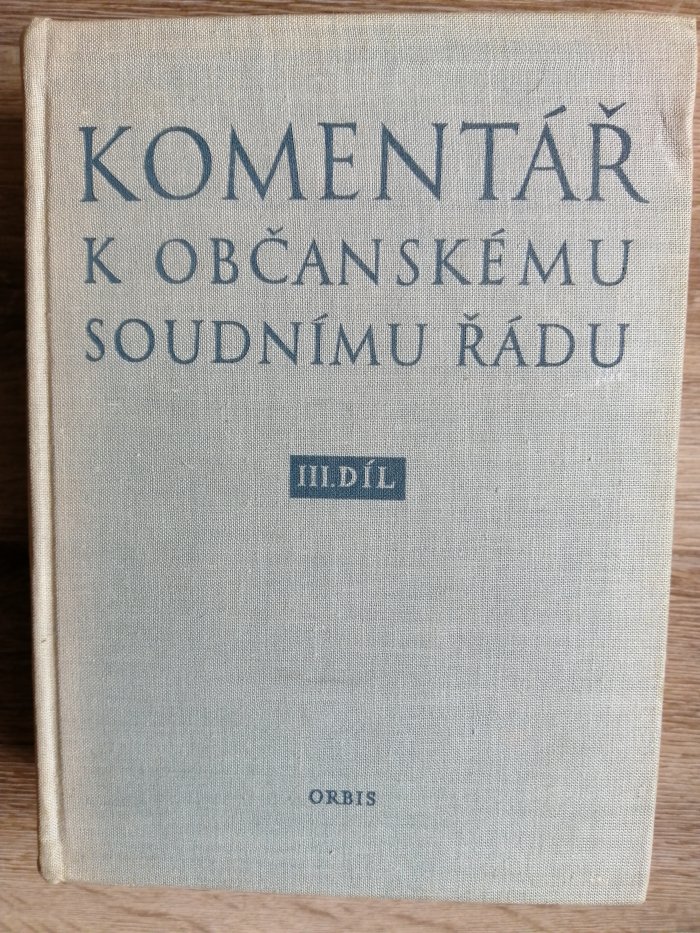 KOMENTÁŘ
K OBČANSKÉMU
SOUDNÍMU ŘÁDU
III.DÍL
ORBIS